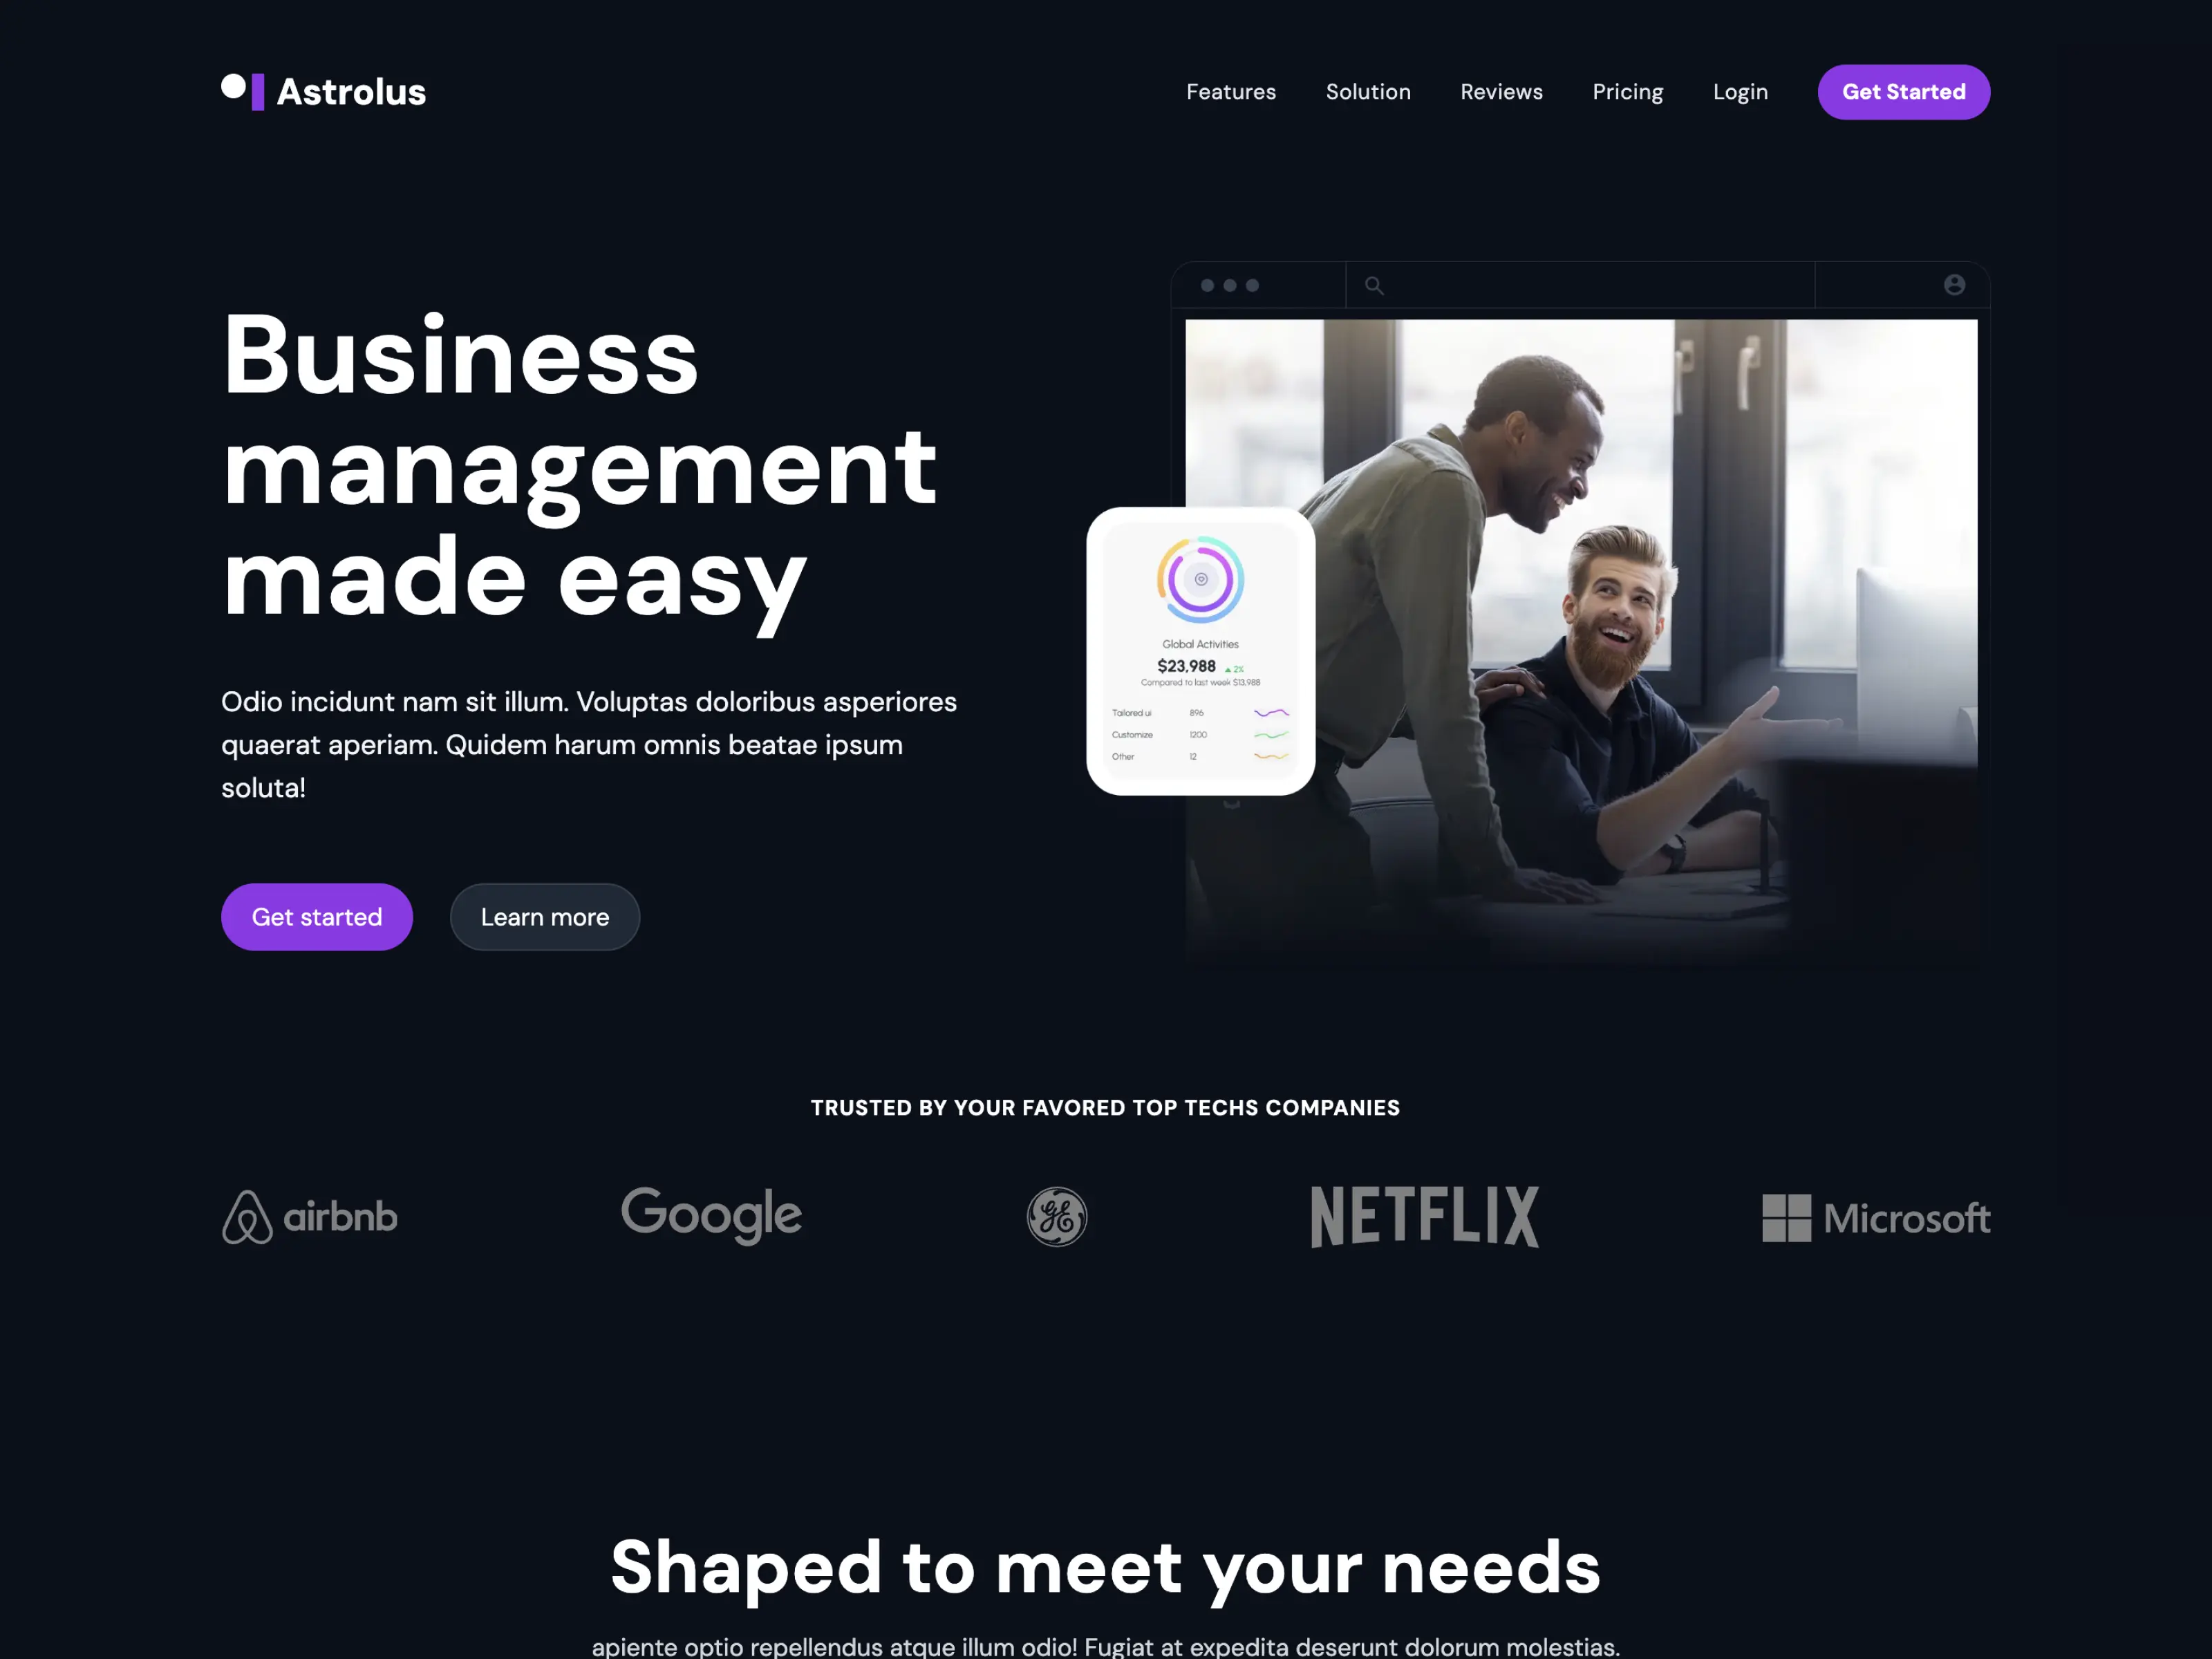 Astrolus
Features
Solution
Reviews
Pricing
Login
Get Started
Business
management
made easy
Odio incidunt nam sit illum. Voluptas doloribus asperiores
quaerat aperiam. Quidem harum omnis beatae ipsum
soluta!
Get started
Learn more
Global Activities
$23,988 ▲ 2%
Compared to last week $13,988
Tailored ui 896
Customize 1200
Other 12
TRUSTED BY YOUR FAVORED TOP TECHS COMPANIES
airbnb
Google
GE
NETFLIX
Microsoft
Shaped to meet your needs
apiente optio repellendus atque illum odio! Fugiat at expedita deserunt dolorum molestias.